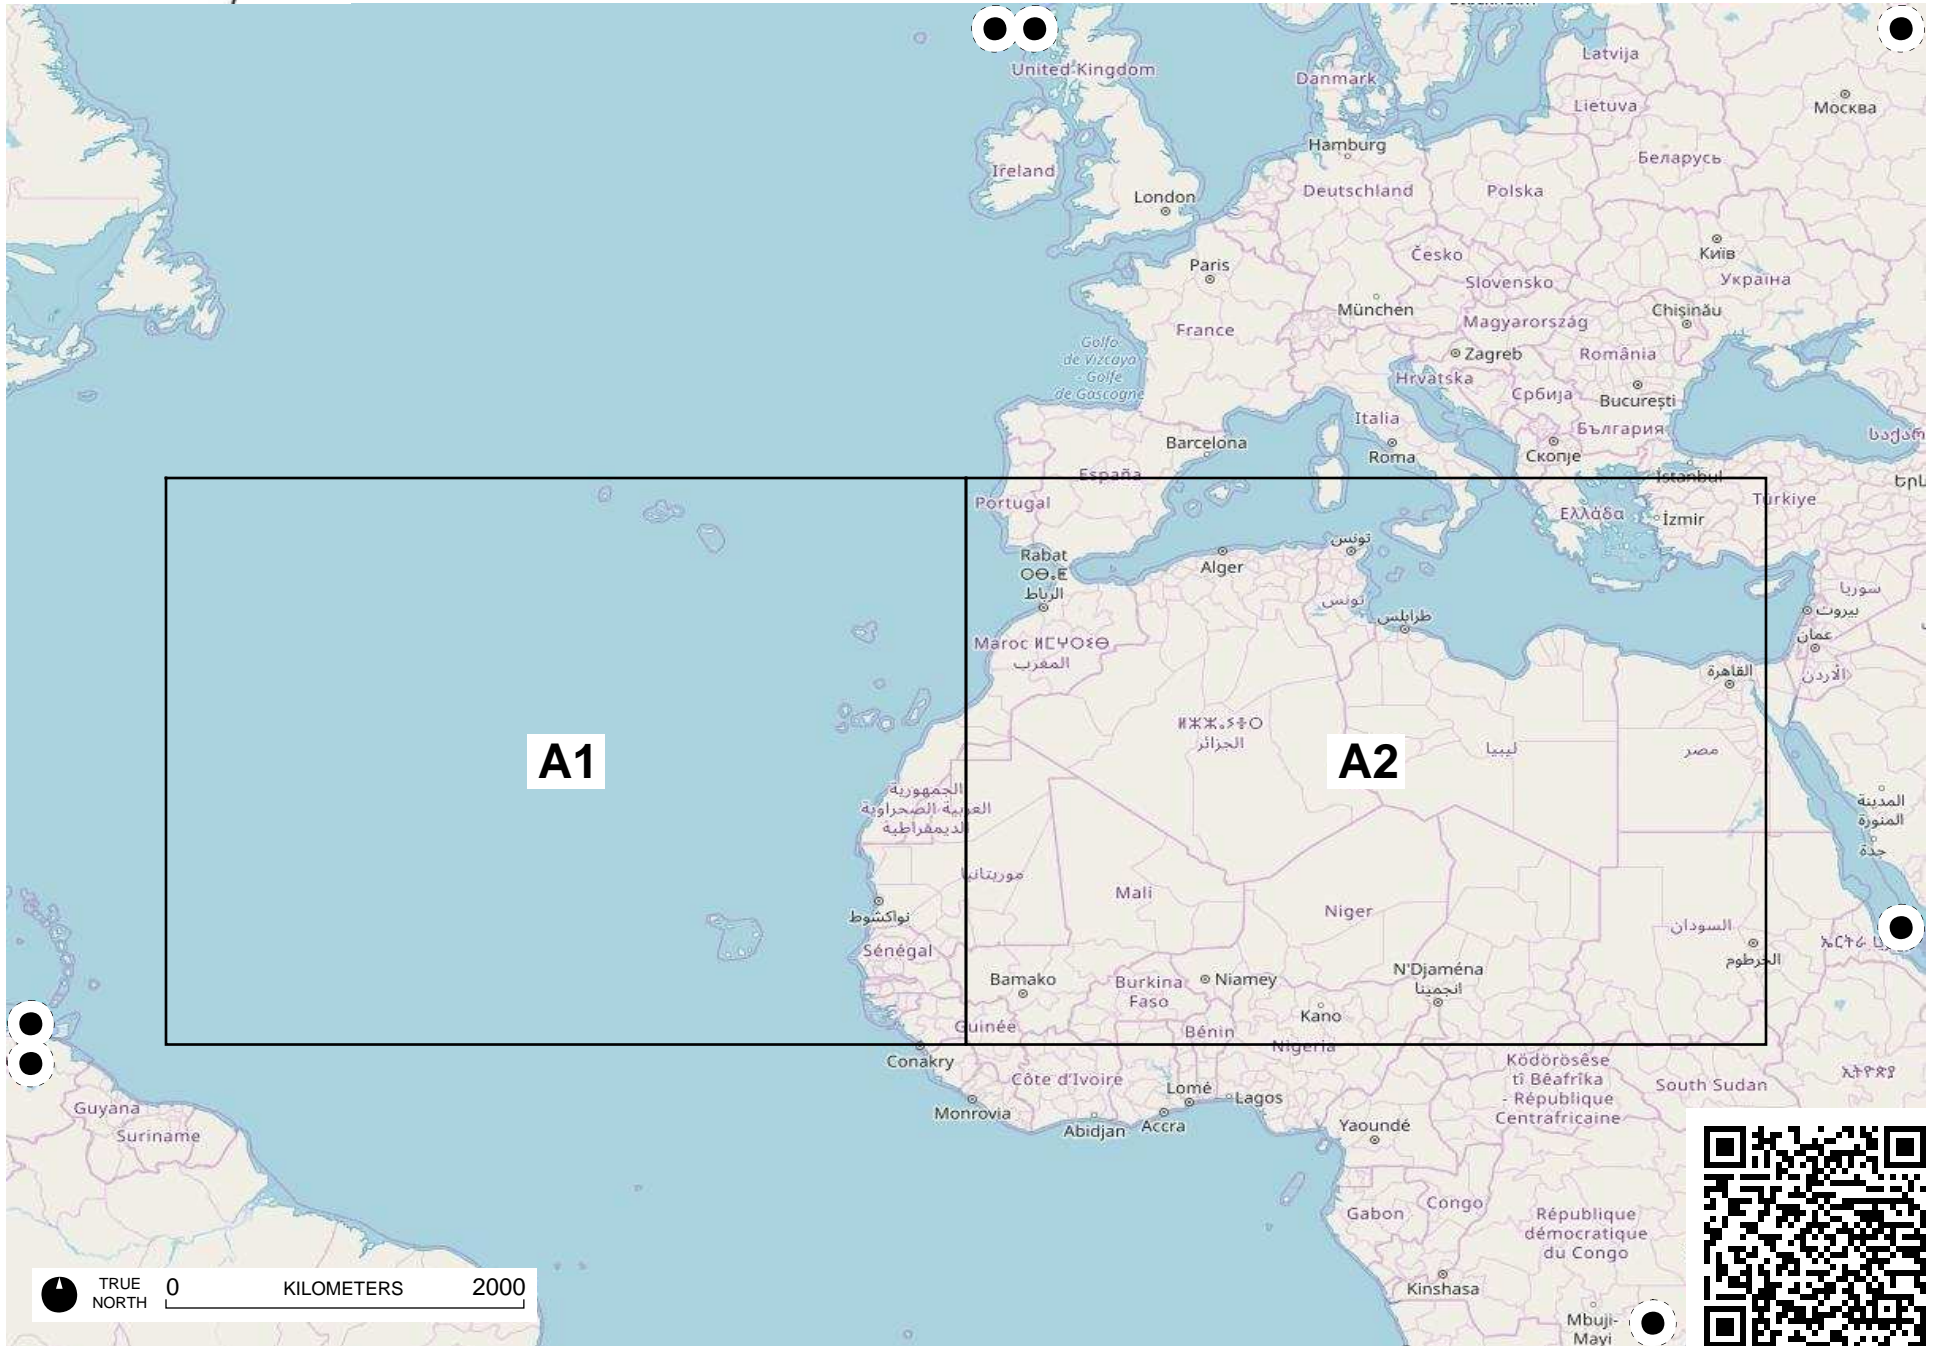 United Kingdom
Latvija
Danmark
Lietuva
Москва
Hamburg
Беларусь
Ireland
Deutschland
Polska
London
Київ
Česko
Paris
Slovensko
Україна
München
Chișinău
Magyarország
France
Golfo
de Vizcaya
- Golfe
de Gascogne
Zagreb
România
Hrvatska
Србија
București
Italia
България
Barcelona
Roma
Скопје
España
İstanbul
Portugal
Türkiye
Ελλάδα
İzmir
تونس
Rabat
ⵔⴱⴰⵟ
الرباط
Alger
سوريا
تونس
بيروت
طرابلس
عمان
Maroc ⵍⵎⵖⵔⵉⴱ
المغرب
القاهرة
الأردن
ⵍⵣⵣⴰⵢⴻⵔ
الجزائر
ليبيا
مصر
A1
A2
الجمهورية
العربية الصحراوية
الديمقراطية
المدينة
المنورة
جدة
موريتانيا
Mali
Niger
نواكشوط
السودان
Sénégal
الخرطوم
Bamako
Burkina
Faso
Niamey
N'Djaména
انجمينا
Kano
Guinée
Bénin
Nigeria
Conakry
Ködörösêse
tî Bêafrîka
- République
Centrafricaine
ኢትዮጵያ
Côte d'Ivoire
Lomé
Lagos
South Sudan
Guyana
Monrovia
Abidjan
Accra
Yaoundé
Suriname
Gabon
Congo
République
démocratique
du Congo
Kinshasa
Mbuji-
Mayi
TRUE
NORTH
0 KILOMETERS 2000